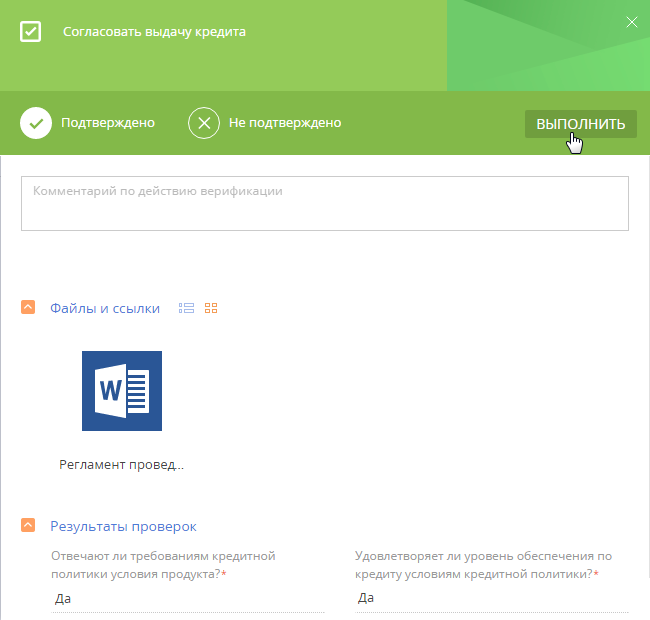 Согласовать выдачу кредита
Подтверждено
Не подтверждено
ВЫПОЛНИТЬ
Комментарий по действию верификации
Файлы и ссылки
W
Регламент провед...
Результаты проверок
Отвечают ли требованиям кредитной
политики условия продукта?*
Да
Удовлетворяет ли уровень обеспечения по
кредиту условиям кредитной политики?*
Да